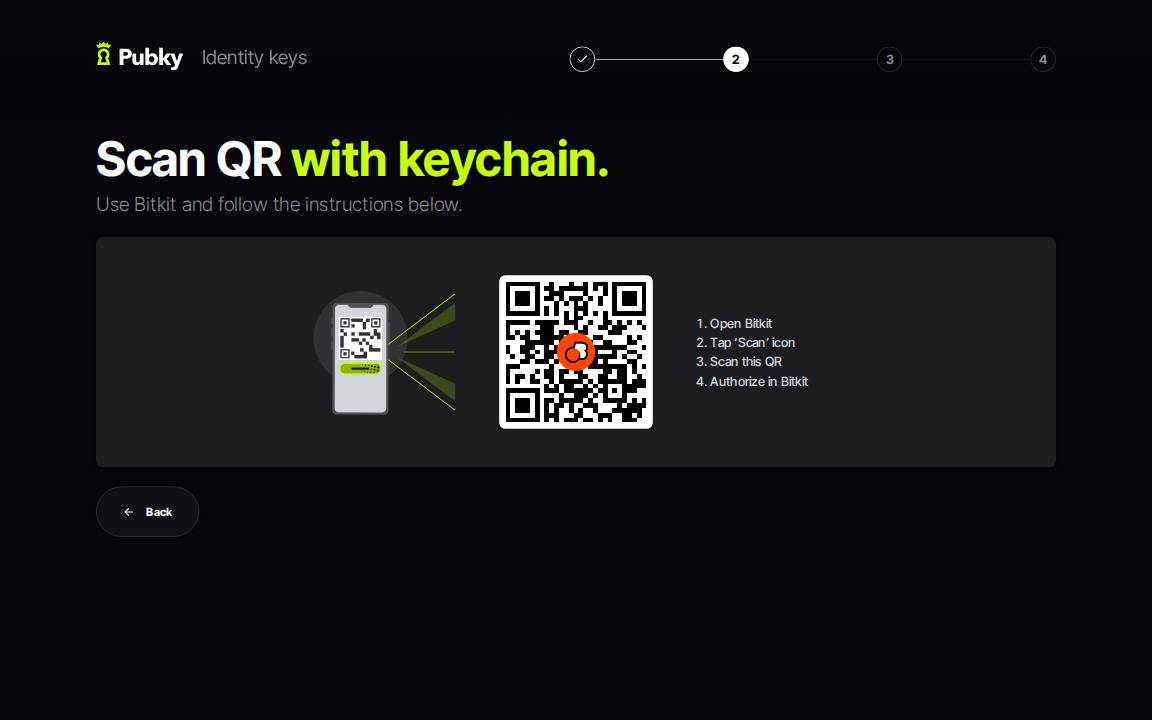 Pubky Identity keys
2
3
4
Scan QR with keychain.
Use Bitkit and follow the instructions below.
1. Open Bitkit
2. Tap ‘Scan’ icon
3. Scan this QR
4. Authorize in Bitkit
Back